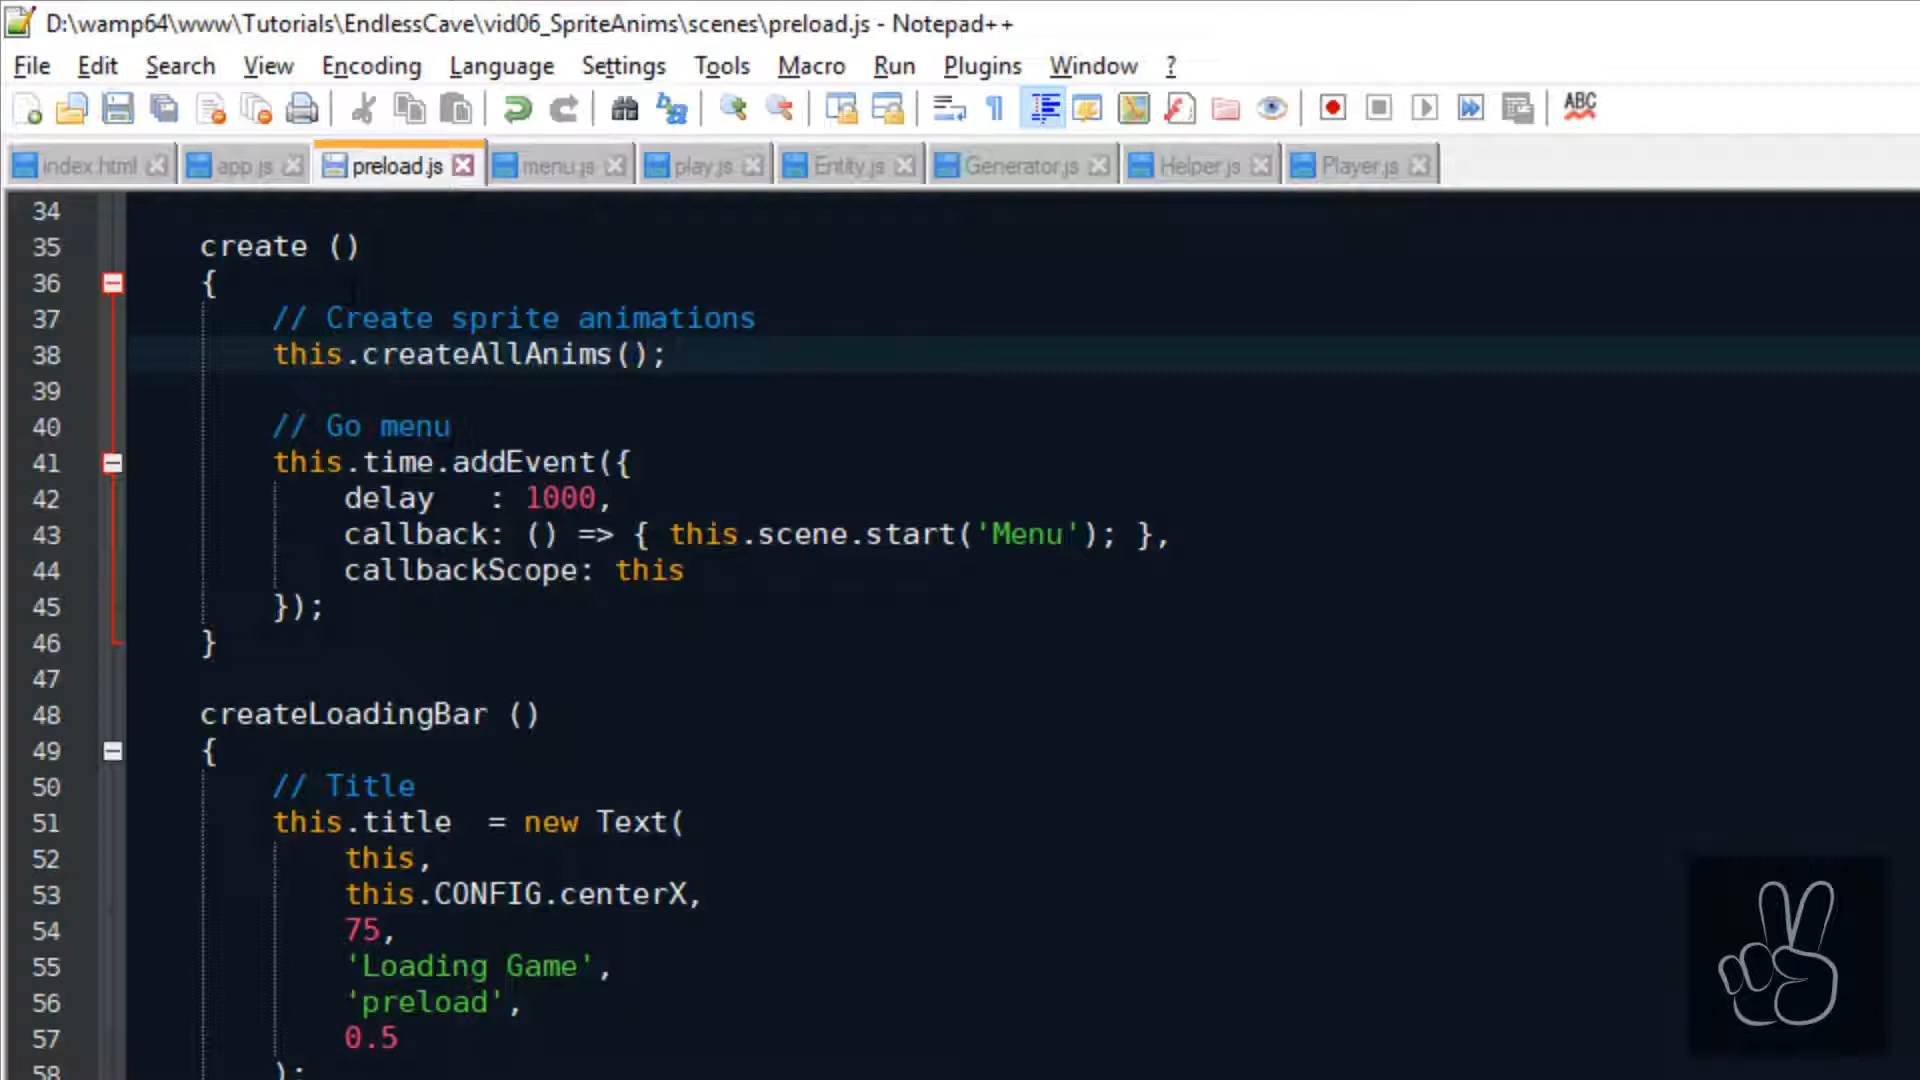 D:\wamp64\www\Tutorials\EndlessCave\vid06_SpriteAnims\scenes\preload.js - Notepad++
File Edit Search View Encoding Language Settings Tools Macro Run Plugins Window ?
ABC
index.html app.js preload.js menu.js play.js Entity.js Generator.js Helper.js Player.js
34
35 create ()
36 {
37 // Create sprite animations
38 this.createAllAnims();
39
40 // Go menu
41 this.time.addEvent({
42 delay   : 1000,
43 callback: () => { this.scene.start('Menu'); },
44 callbackScope: this
45 });
46 }
47
48 createLoadingBar ()
49 {
50 // Title
51 this.title  = new Text(
52 this,
53 this.CONFIG.centerX,
54 75,
55 'Loading Game',
56 'preload',
57 0.5
58 );